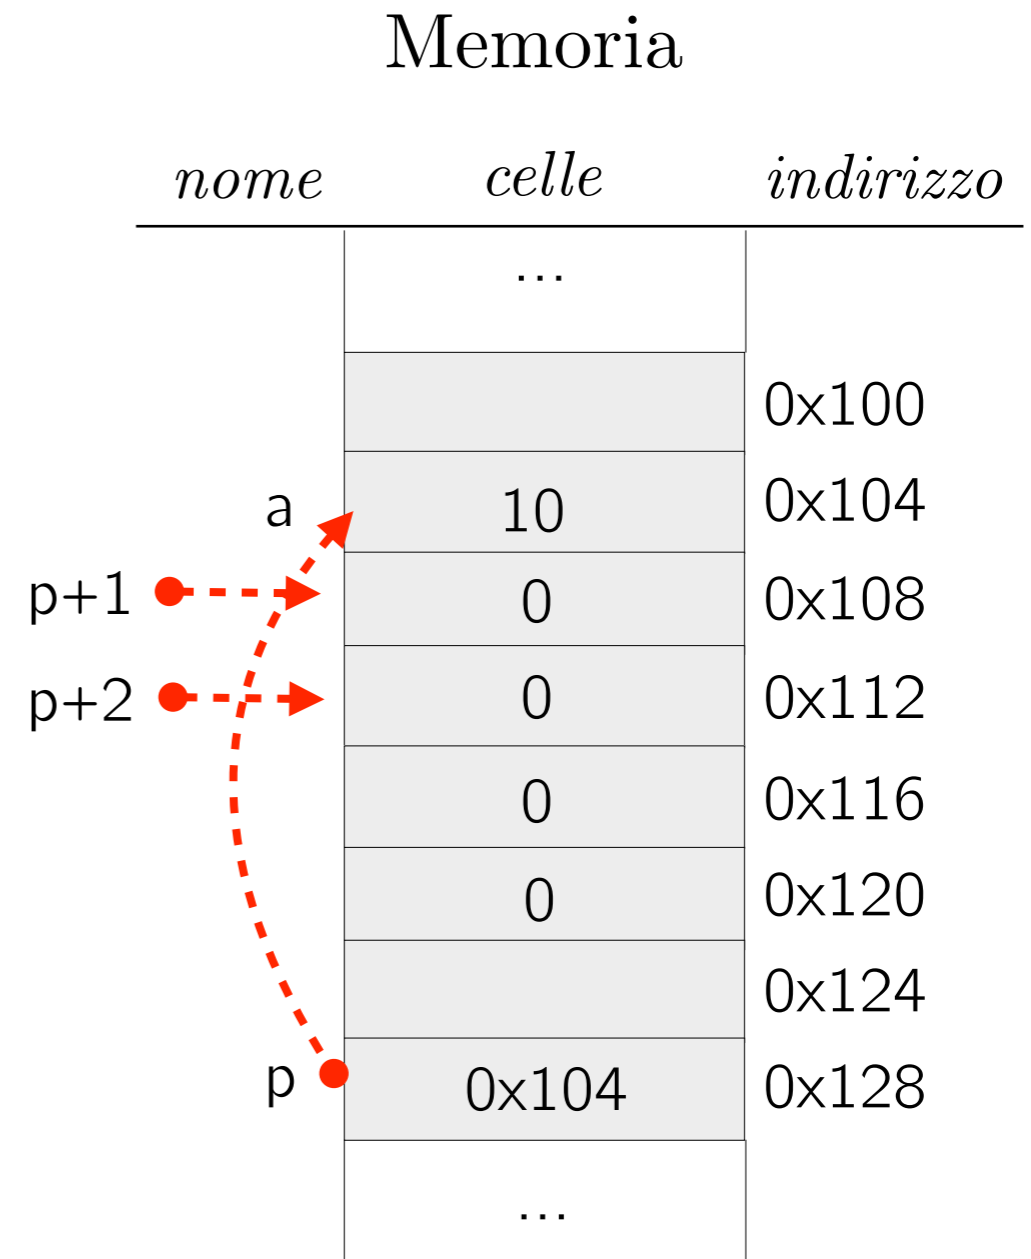 Memoria
nome celle indirizzo
...
0x100
a 10 0x104
p+1 0 0x108
p+2 0 0x112
0 0x116
0 0x120
0x124
p 0x104 0x128
...